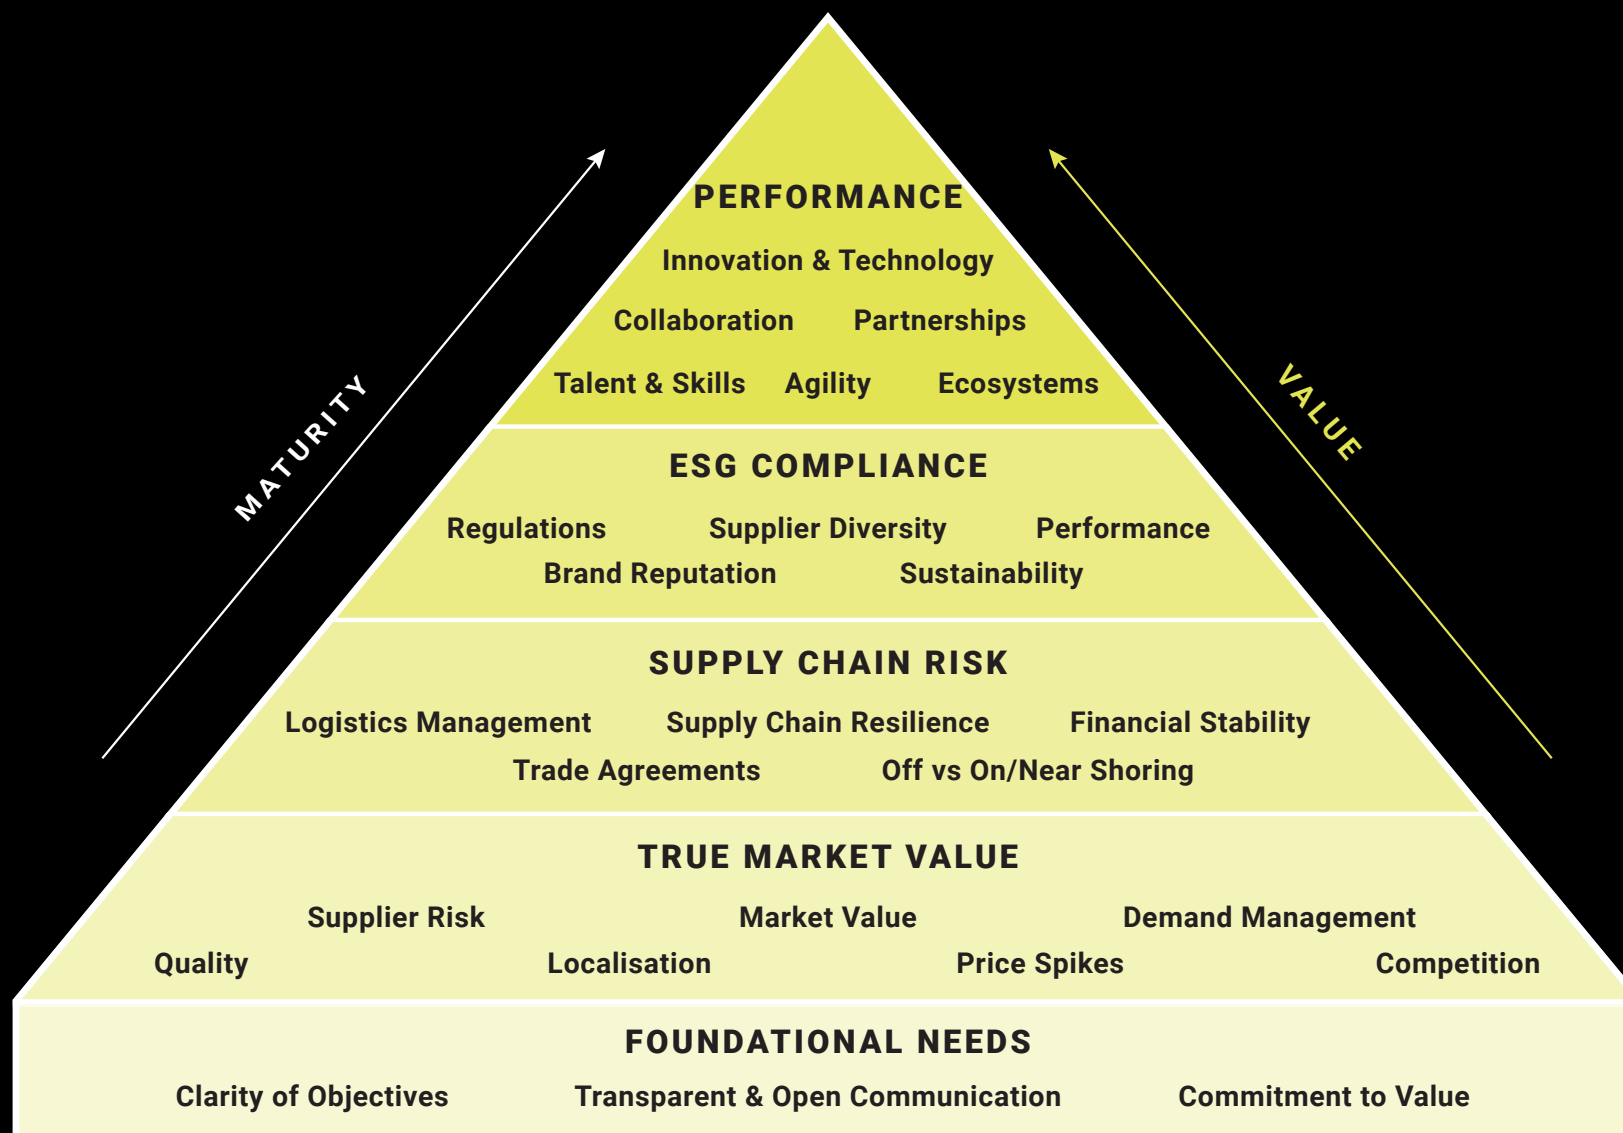 PERFORMANCE
Innovation & Technology
Collaboration Partnerships
Talent & Skills Agility Ecosystems
MATURITY
VALUE
ESG COMPLIANCE
Regulations Supplier Diversity Performance
Brand Reputation Sustainability
SUPPLY CHAIN RISK
Logistics Management Supply Chain Resilience Financial Stability
Trade Agreements Off vs On/Near Shoring
TRUE MARKET VALUE
Supplier Risk Market Value Demand Management
Quality Localisation Price Spikes Competition
FOUNDATIONAL NEEDS
Clarity of Objectives Transparent & Open Communication Commitment to Value